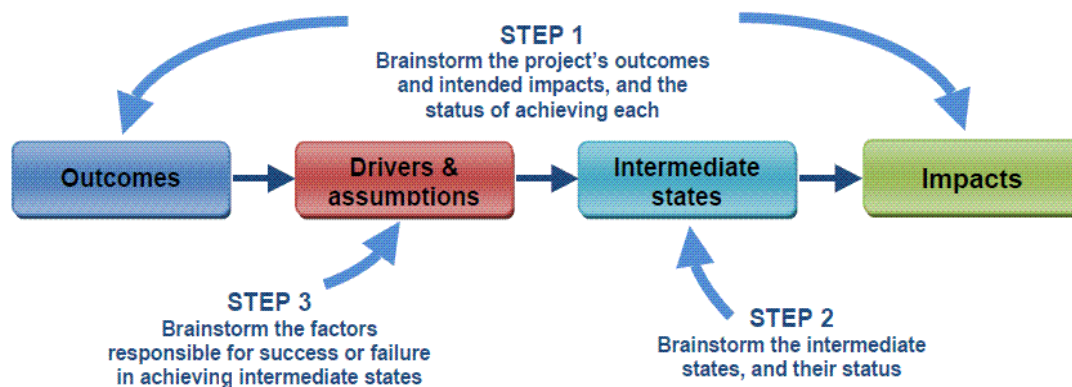 STEP 1
Brainstorm the project's outcomes
and intended impacts, and the
status of achieving each
Outcomes
Drivers &
assumptions
Intermediate
states
Impacts
STEP 3
Brainstorm the factors
responsible for success or failure
in achieving intermediate states
STEP 2
Brainstorm the intermediate
states, and their status